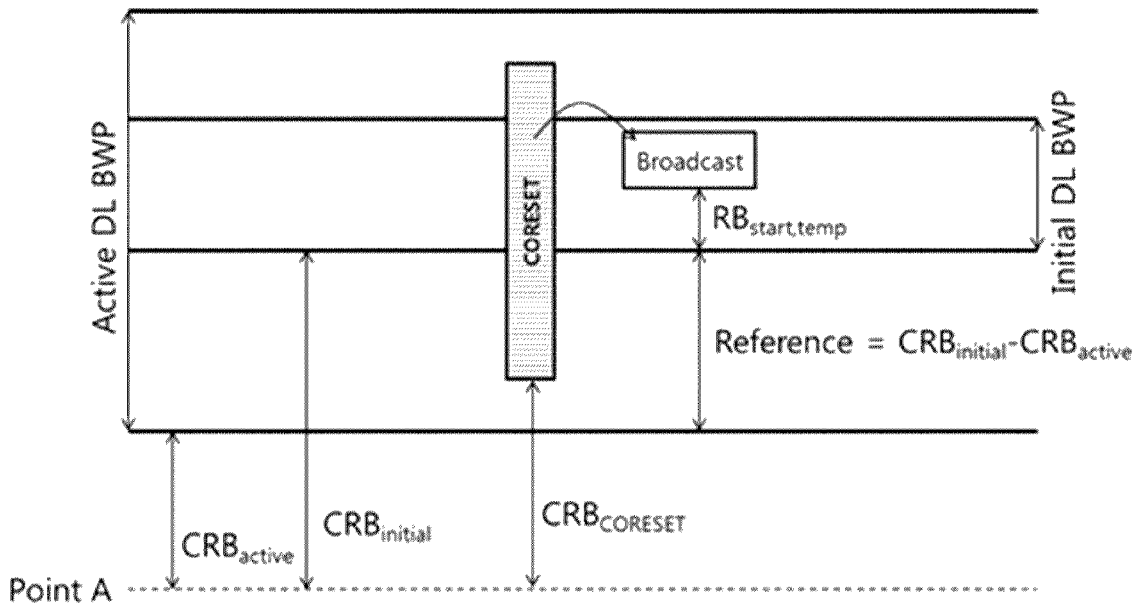 Active DL BWP
CORESET
Broadcast
RBstart,temp
Initial DL BWP
Reference = CRBinitial-CRBactive
CRBactive
CRBinitial
CRBCORESET
Point A